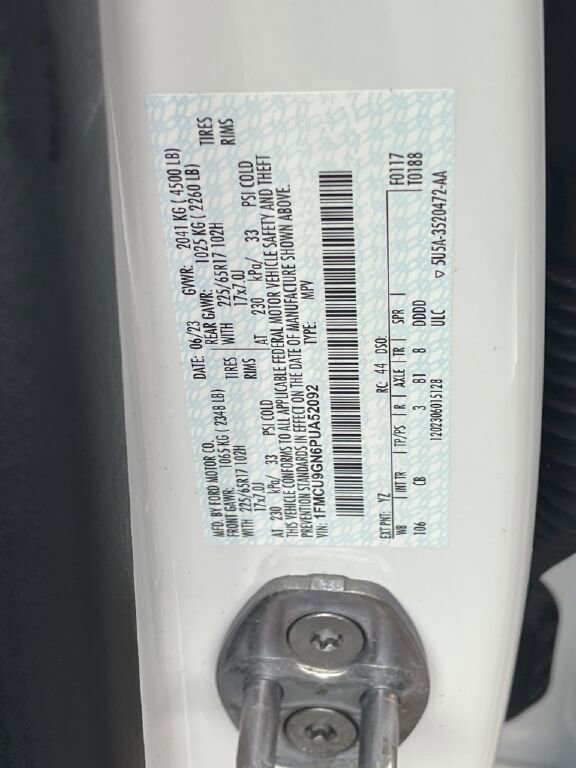 MFD. BY FORD MOTOR CO. DATE: 06/23 GVWR: 2041 KG ( 4500 LB)
FRONT GAWR: 1065 KG ( 2348 LB) REAR GAWR: 1025 KG ( 2260 LB)
WITH 225/65R17 102H TIRES WITH 225/65R17 102H TIRES
17x7.0J RIMS 17x7.0J RIMS
AT 230 kPa/ 33 PSI COLD AT 230 kPa/ 33 PSI COLD
THIS VEHICLE CONFORMS TO ALL APPLICABLE FEDERAL MOTOR VEHICLE SAFETY AND THEFT
PREVENTION STANDARDS IN EFFECT ON THE DATE OF MANUFACTURE SHOWN ABOVE.
VIN: 1FMCU9GN6PUA52092 TYPE: MPV
EXT PNT: YZ RC: 44 DSO: F0117
WB INT TR TP/PS R AXLE TR SPR T0188
106 CB 3 B1 8 DDDD
1202306015128 ULC ▽ 5U5A-3520472-AA